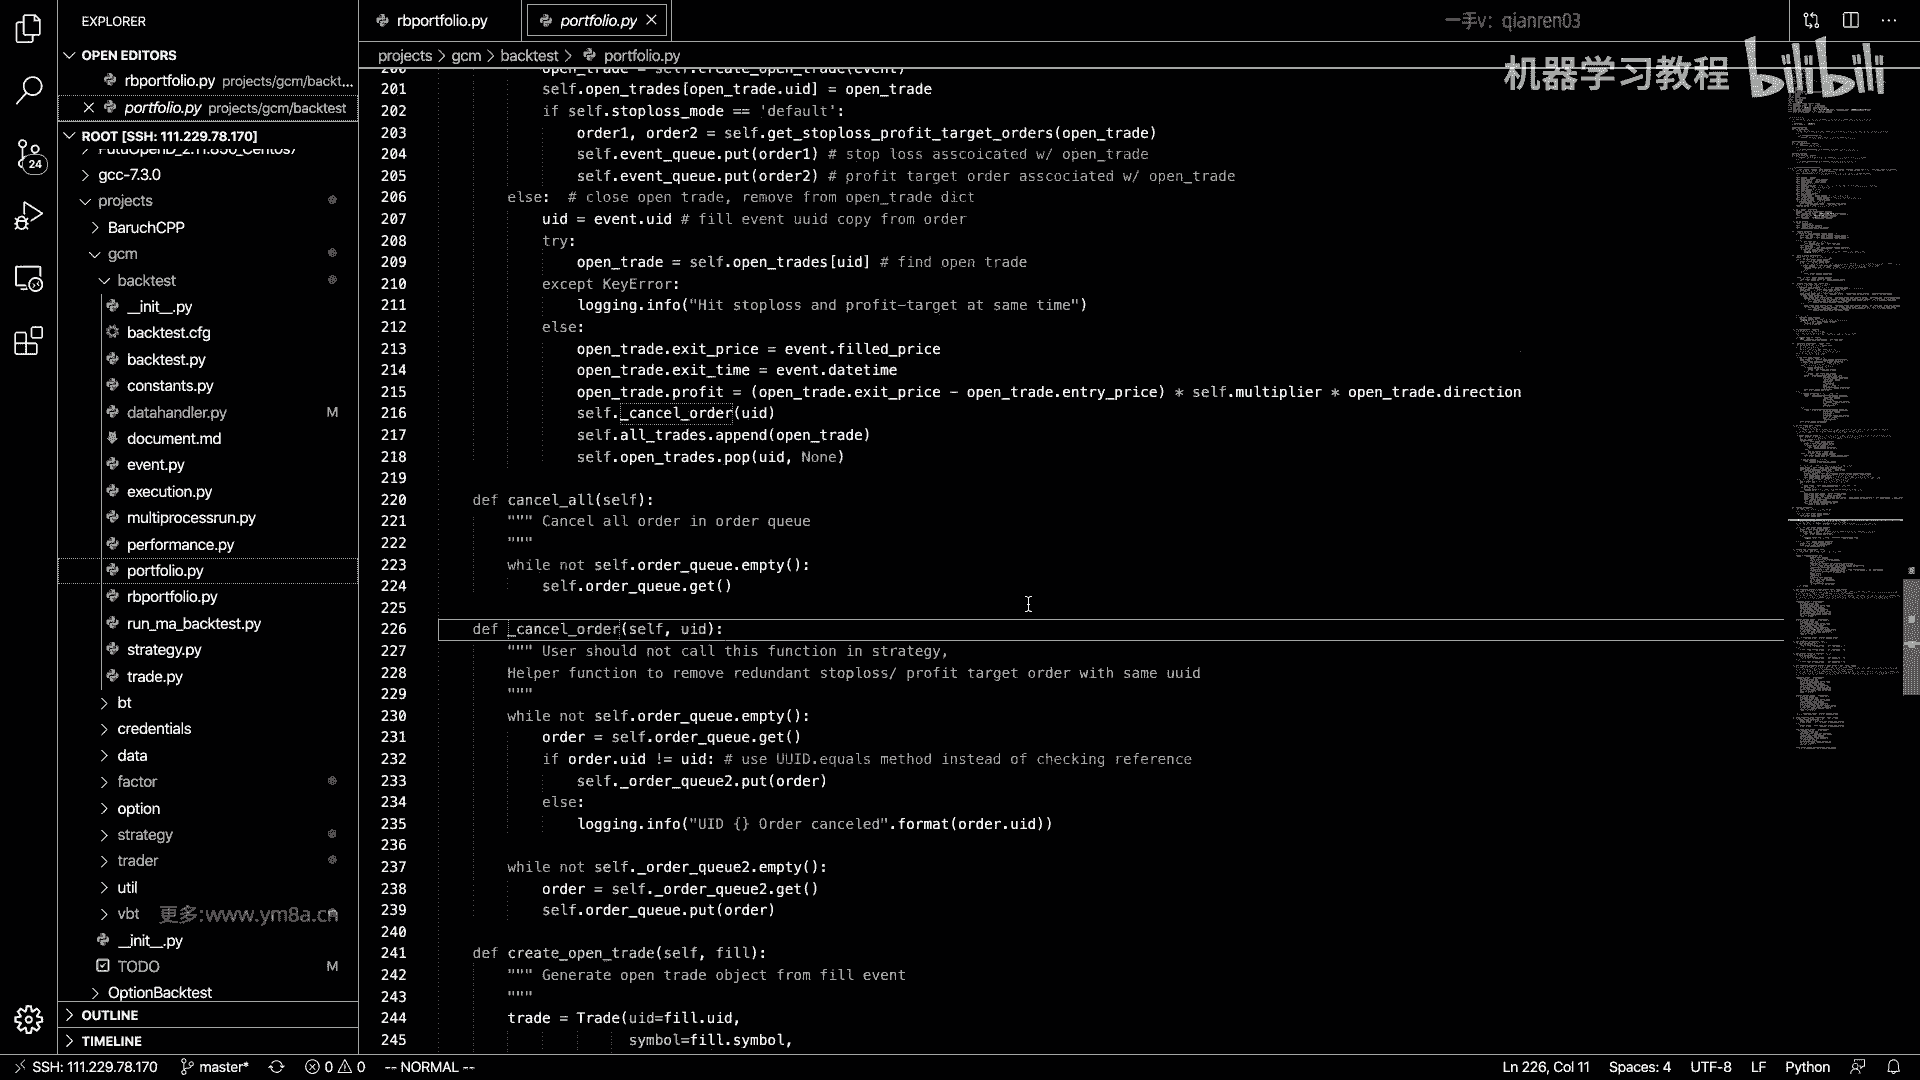 EXPLORER
OPEN EDITORS
rbportfolio.py projects/gcm/backt...
portfolio.py projects/gcm/backtest
ROOT [SSH: 111.229.78.170]
gcc-7.3.0
projects
BaruchCPP
gcm
backtest
__init__.py
backtest.cfg
backtest.py
constants.py
datahandler.py M
document.md
event.py
execution.py
multiprocessrun.py
performance.py
portfolio.py
rbportfolio.py
run_ma_backtest.py
strategy.py
trade.py
bt
credentials
data
factor
option
strategy
trader
util
vbt
更多:www.ym8a.cn
__init__.py
TODO M
OptionBacktest
OUTLINE
TIMELINE
24
rbportfolio.py
portfolio.py
一手v: qianren03
机器学习教程 bilibili
projects > gcm > backtest > portfolio.py
200 open_trade = self.create_open_trade(event)
201 self.open_trades[open_trade.uid] = open_trade
202 if self.stoploss_mode == 'default':
203 order1, order2 = self.get_stoploss_profit_target_orders(open_trade)
204 self.event_queue.put(order1) # stop loss asscoicated w/ open_trade
205 self.event_queue.put(order2) # profit target order asscociated w/ open_trade
206 else: # close open trade, remove from open_trade dict
207 uid = event.uid # fill event uuid copy from order
208 try:
209 open_trade = self.open_trades[uid] # find open trade
210 except KeyError:
211 logging.info("Hit stoploss and profit-target at same time")
212 else:
213 open_trade.exit_price = event.filled_price
214 open_trade.exit_time = event.datetime
215 open_trade.profit = (open_trade.exit_price - open_trade.entry_price) * self.multiplier * open_trade.direction
216 self._cancel_order(uid)
217 self.all_trades.append(open_trade)
218 self.open_trades.pop(uid, None)
219
220 def cancel_all(self):
221 """ Cancel all order in order queue
222 """
223 while not self.order_queue.empty():
224 self.order_queue.get()
225
226 def _cancel_order(self, uid):
227 """ User should not call this function in strategy,
228 Helper function to remove redundant stoploss/ profit target order with same uuid
229 """
230 while not self.order_queue.empty():
231 order = self.order_queue.get()
232 if order.uid != uid: # use UUID.equals method instead of checking reference
233 self._order_queue2.put(order)
234 else:
235 logging.info("UID {} Order canceled".format(order.uid))
236
237 while not self._order_queue2.empty():
238 order = self._order_queue2.get()
239 self.order_queue.put(order)
240
241 def create_open_trade(self, fill):
242 """ Generate open trade object from fill event
243 """
244 trade = Trade(uid=fill.uid,
245 symbol=fill.symbol,
SSH: 111.229.78.170 master* 0 0 -- NORMAL -- Ln 226, Col 11 Spaces: 4 UTF-8 LF Python